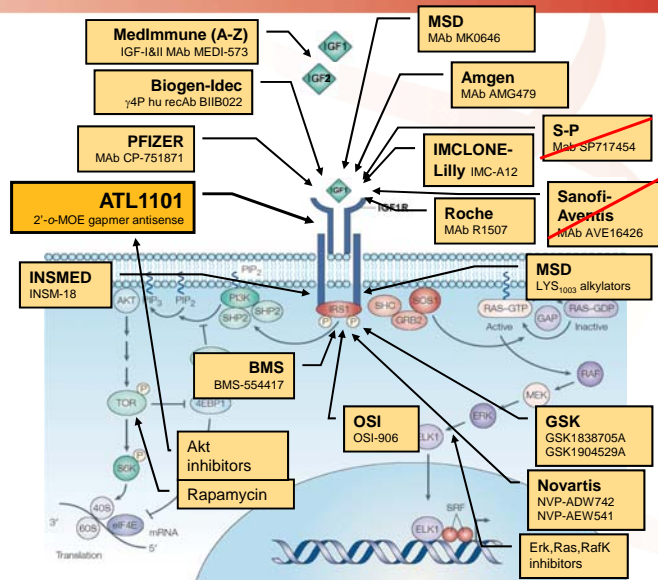 MedImmune (A-Z)
IGF-I&II MAb MEDI-573
IGF1
IGF2
MSD
MAb MK0646
Biogen-Idec
γ4P hu recAb BIIB022
Amgen
MAb AMG479
PFIZER
MAb CP-751871
S-P
Mab SP717454
IMCLONE-
Lilly IMC-A12
ATL1101
2'-o-MOE gapmer antisense
IGF1
IGF1R
Roche
MAb R1507
Sanofi-
Aventis
MAb AVE16426
INSMED
INSM-18
MSD
LYS1003 alkylators
PIP2
AKT
PIP3
PIP2
PI3K
SHP2
SHP2
IRS1
P
P
SHC
GRB2
SOS1
RAS–GTP
Active
GAP
RAS–GDP
Inactive
BMS
BMS-554417
RAF
MEK
ERK
TOR
P
4EBP1
OSI
OSI-906
ELK1
GSK
GSK1838705A
GSK1904529A
Akt
inhibitors
Rapamycin
P
S6K
Novartis
NVP-ADW742
NVP-AEW541
40S
60S
eIF4E
3'
5'
mRNA
Translation
ELK1
SRF
Erk,Ras,RafK
inhibitors